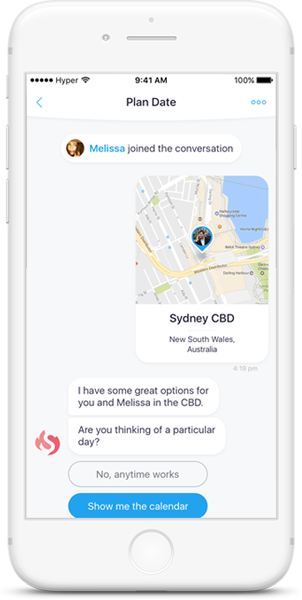 Hyper 9:41 AM 100%
Plan Date
Melissa joined the conversation
Sydney CBD
New South Wales,
Australia
4:19 pm
I have some great options for
you and Melissa in the CBD.
Are you thinking of a particular
day?
No, anytime works
Show me the calendar